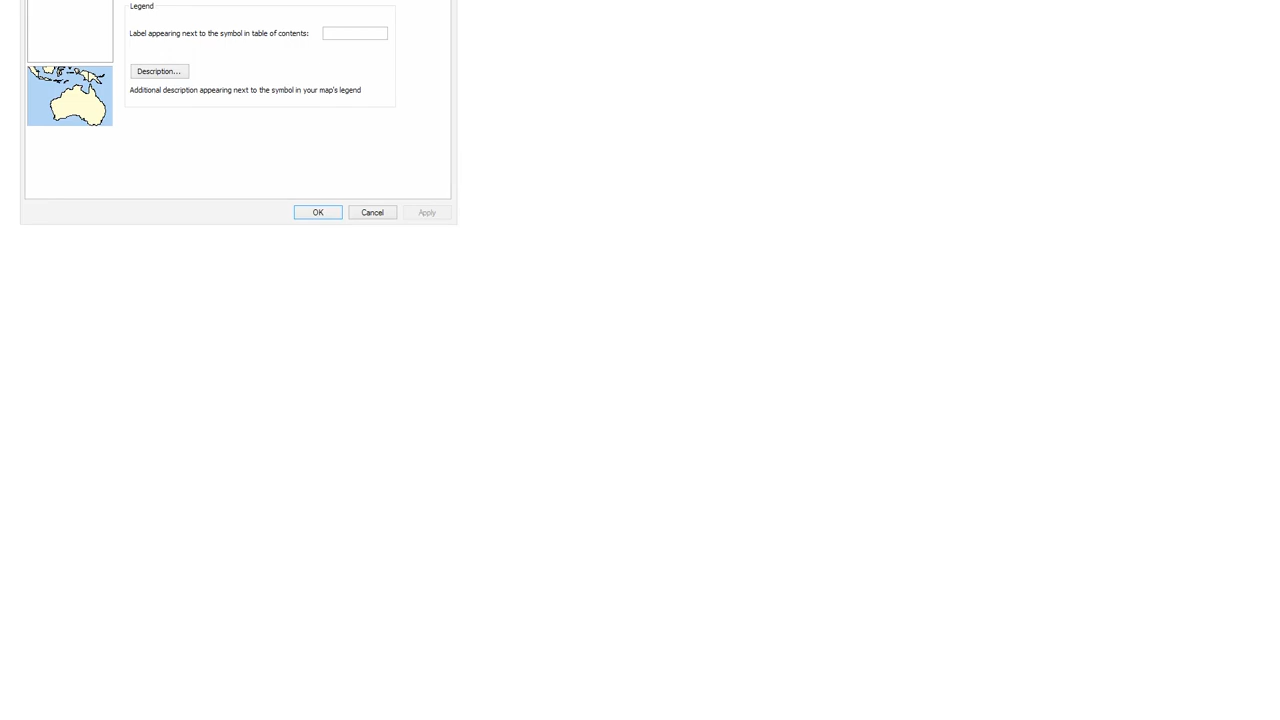 Legend
Label appearing next to the symbol in table of contents:
Description...
Additional description appearing next to the symbol in your map's legend
OK Cancel Apply